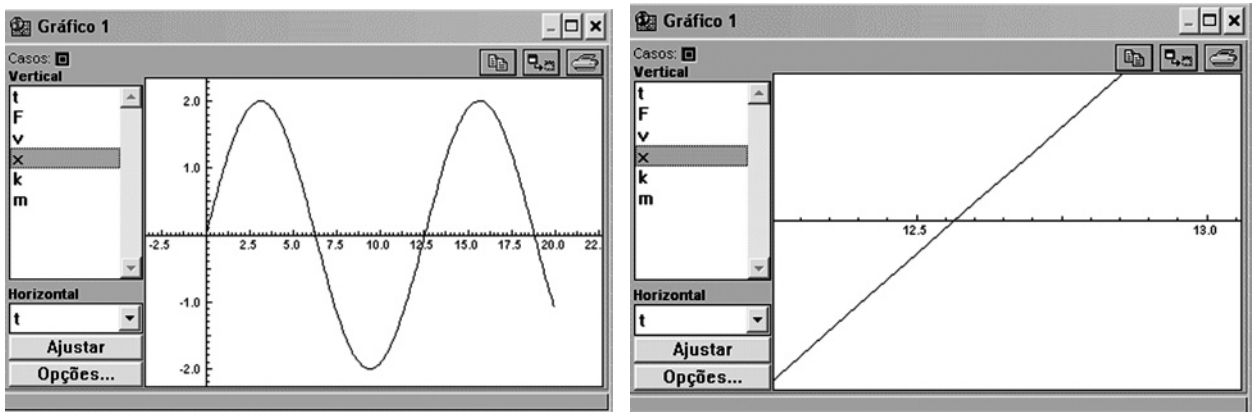 Gráfico 1
Casos:
Vertical
t
F
v
x
k
m
Horizontal
t
Ajustar
Opções...
2.0
1.0
-2.5 2.5 5.0 7.5 10.0 12.5 15.0 17.5 20.0 22.
-1.0
-2.0
Gráfico 1
Casos:
Vertical
t
F
v
x
k
m
Horizontal
t
Ajustar
Opções...
12.5 13.0